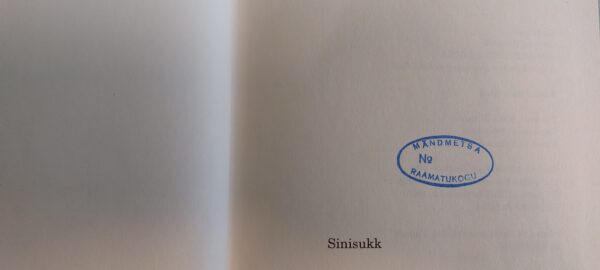 MÄNDMETSA
№
RAAMATUKOGU
Sinisukk